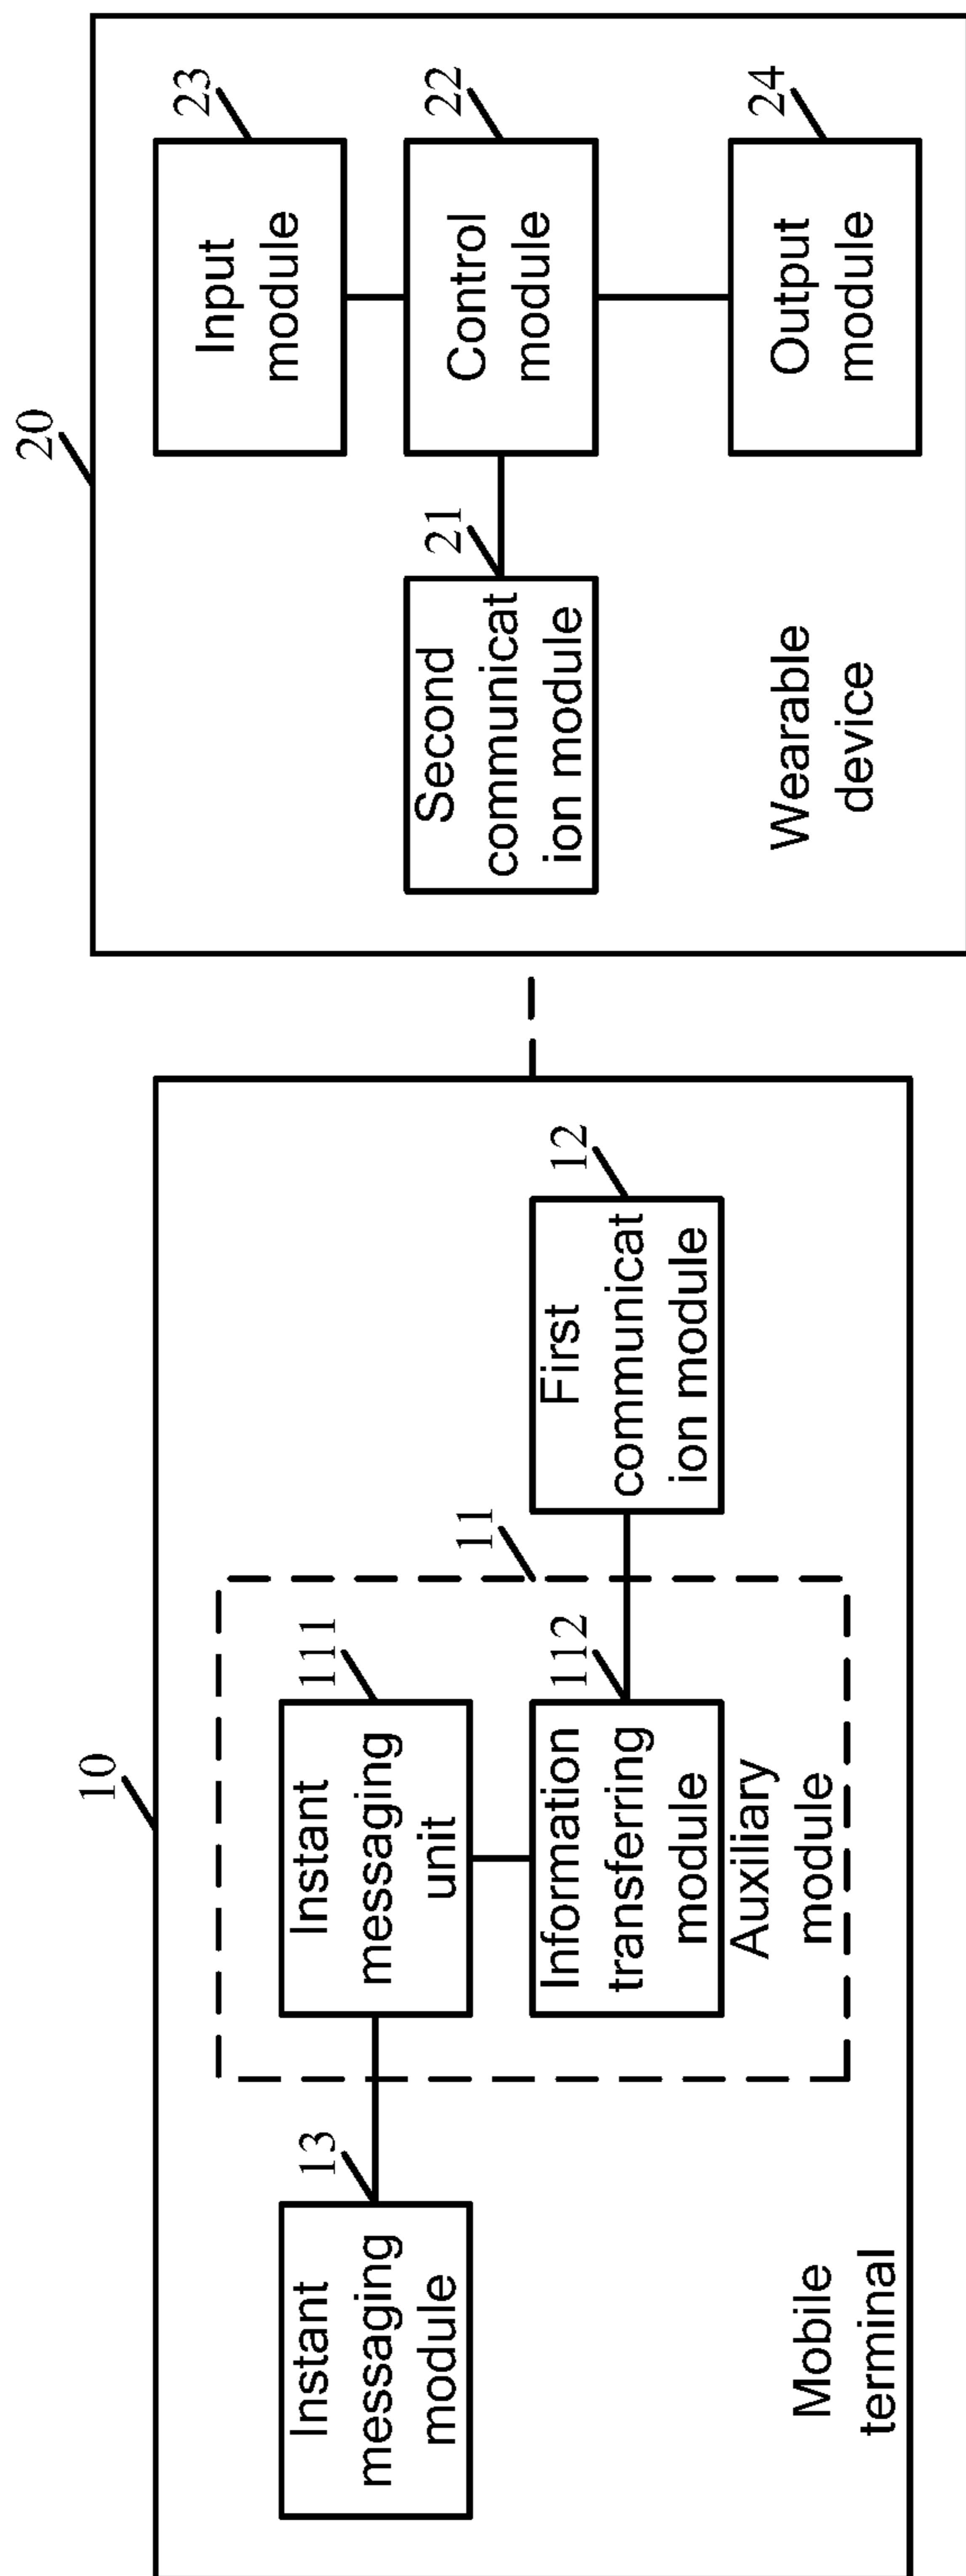 10
13
Instant
messaging
module
11
111
Instant
messaging
unit
112
Information
transferring
module
Auxiliary
module
12
First
communicat
ion module
Mobile
terminal
20
21
Second
communicat
ion module
23
Input
module
22
Control
module
24
Output
module
Wearable
device